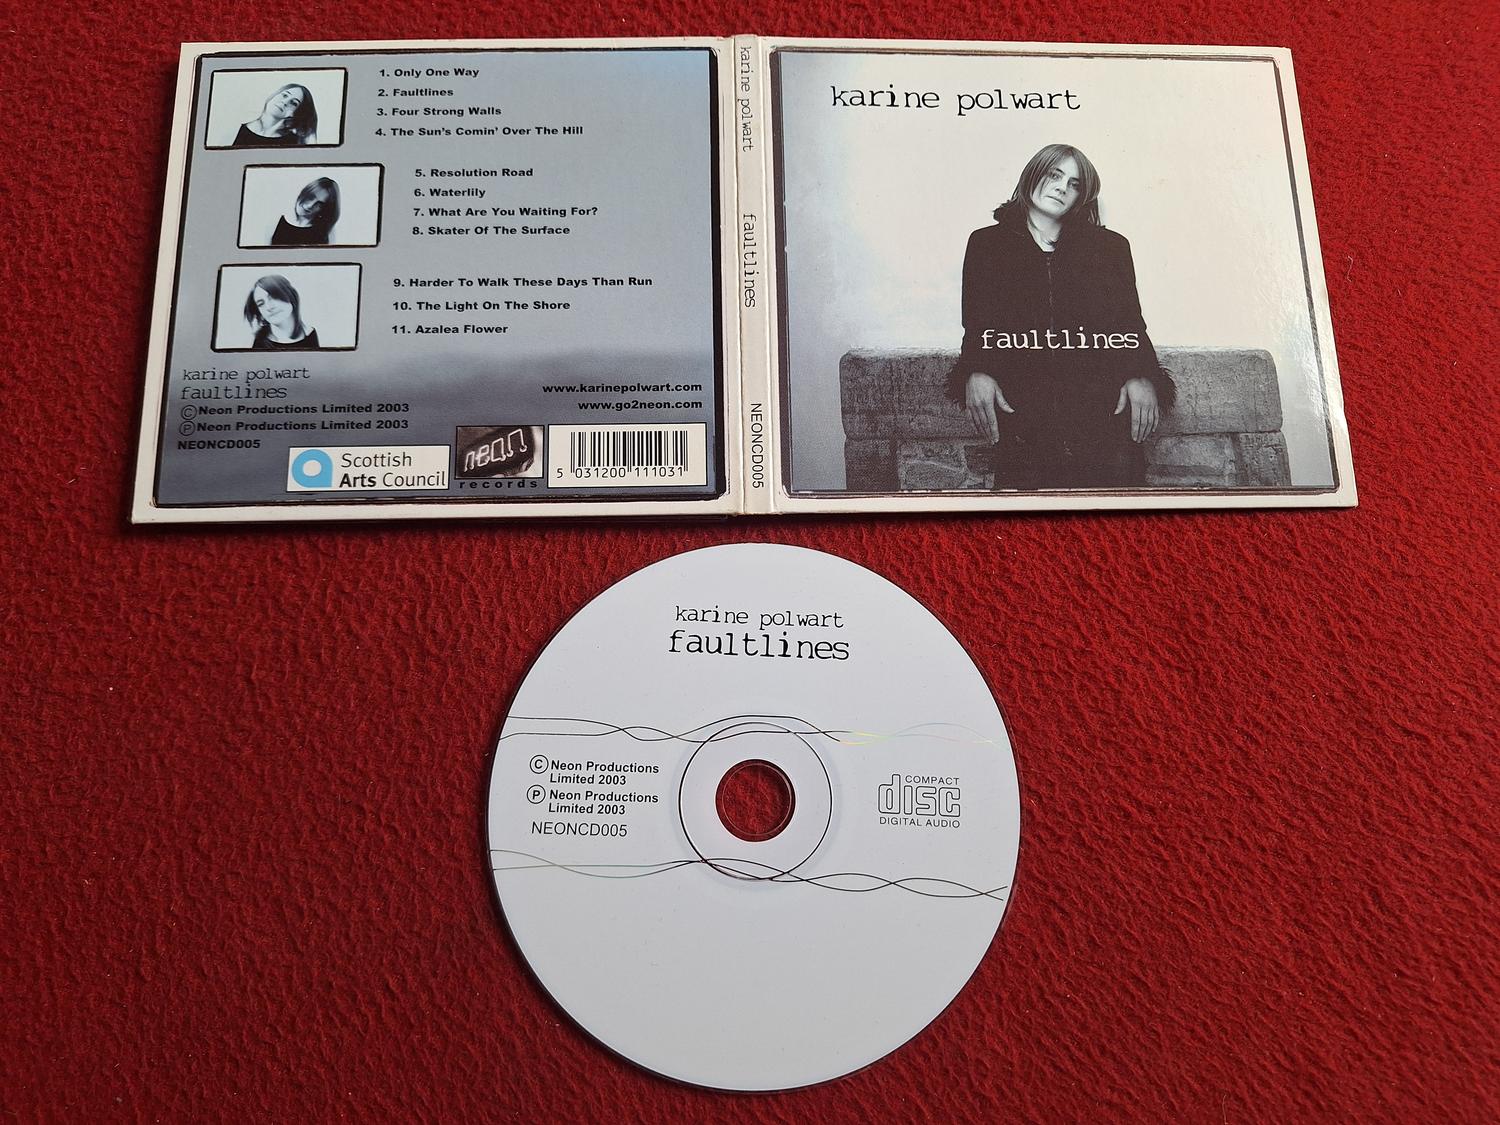 1. Only One Way
2. Faultlines
3. Four Strong Walls
4. The Sun's Comin' Over The Hill
5. Resolution Road
6. Waterlily
7. What Are You Waiting For?
8. Skater Of The Surface
9. Harder To Walk These Days Than Run
10. The Light On The Shore
11. Azalea Flower
karine polwart
faultlines
© Neon Productions Limited 2003
℗ Neon Productions Limited 2003
NEONCD005
www.karinepolwart.com
www.go2neon.com
Scottish
Arts Council
neon
records
5 031200 111031
karine polwart faultlines NEONCD005
karine polwart
faultlines
karine polwart
faultlines
© Neon Productions
Limited 2003
℗ Neon Productions
Limited 2003
NEONCD005
COMPACT
disc
DIGITAL AUDIO